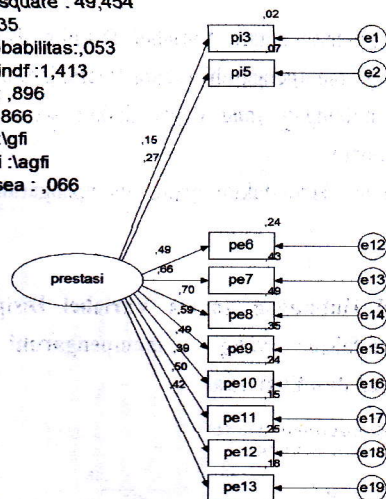 square : 49,454
35
babilitas:,053
indf :1,413
: ,896
866
:\gfi
i :\agfi
sea : ,066
,02
pi3
e1
,07
pi5
e2
,15
,27
,24
pe6
e12
,43
pe7
e13
,49
pe8
e14
,35
pe9
e15
,24
pe10
e16
,15
pe11
e17
,25
pe12
e18
,18
pe13
e19
prestasi
,49
,66
,70
,59
,49
,39
,50
,42